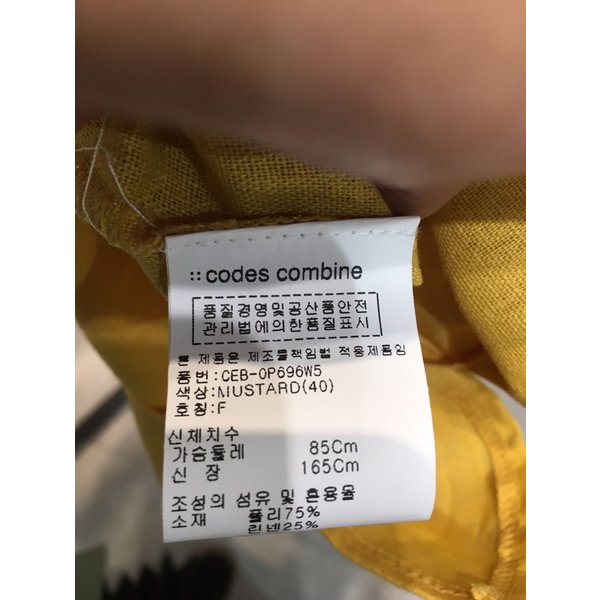 :: codes combine
품질경영및공산품안전
관리법에의한품질표시
본 제품은 제조물책임법 적용제품임
품번:CEB-OP696W5
색상:MUSTARD(40)
호칭:F
신체치수
가슴둘레 85Cm
신 장 165Cm
조성의 섬유 및 혼용율
소재 폴리75%
린넨25%